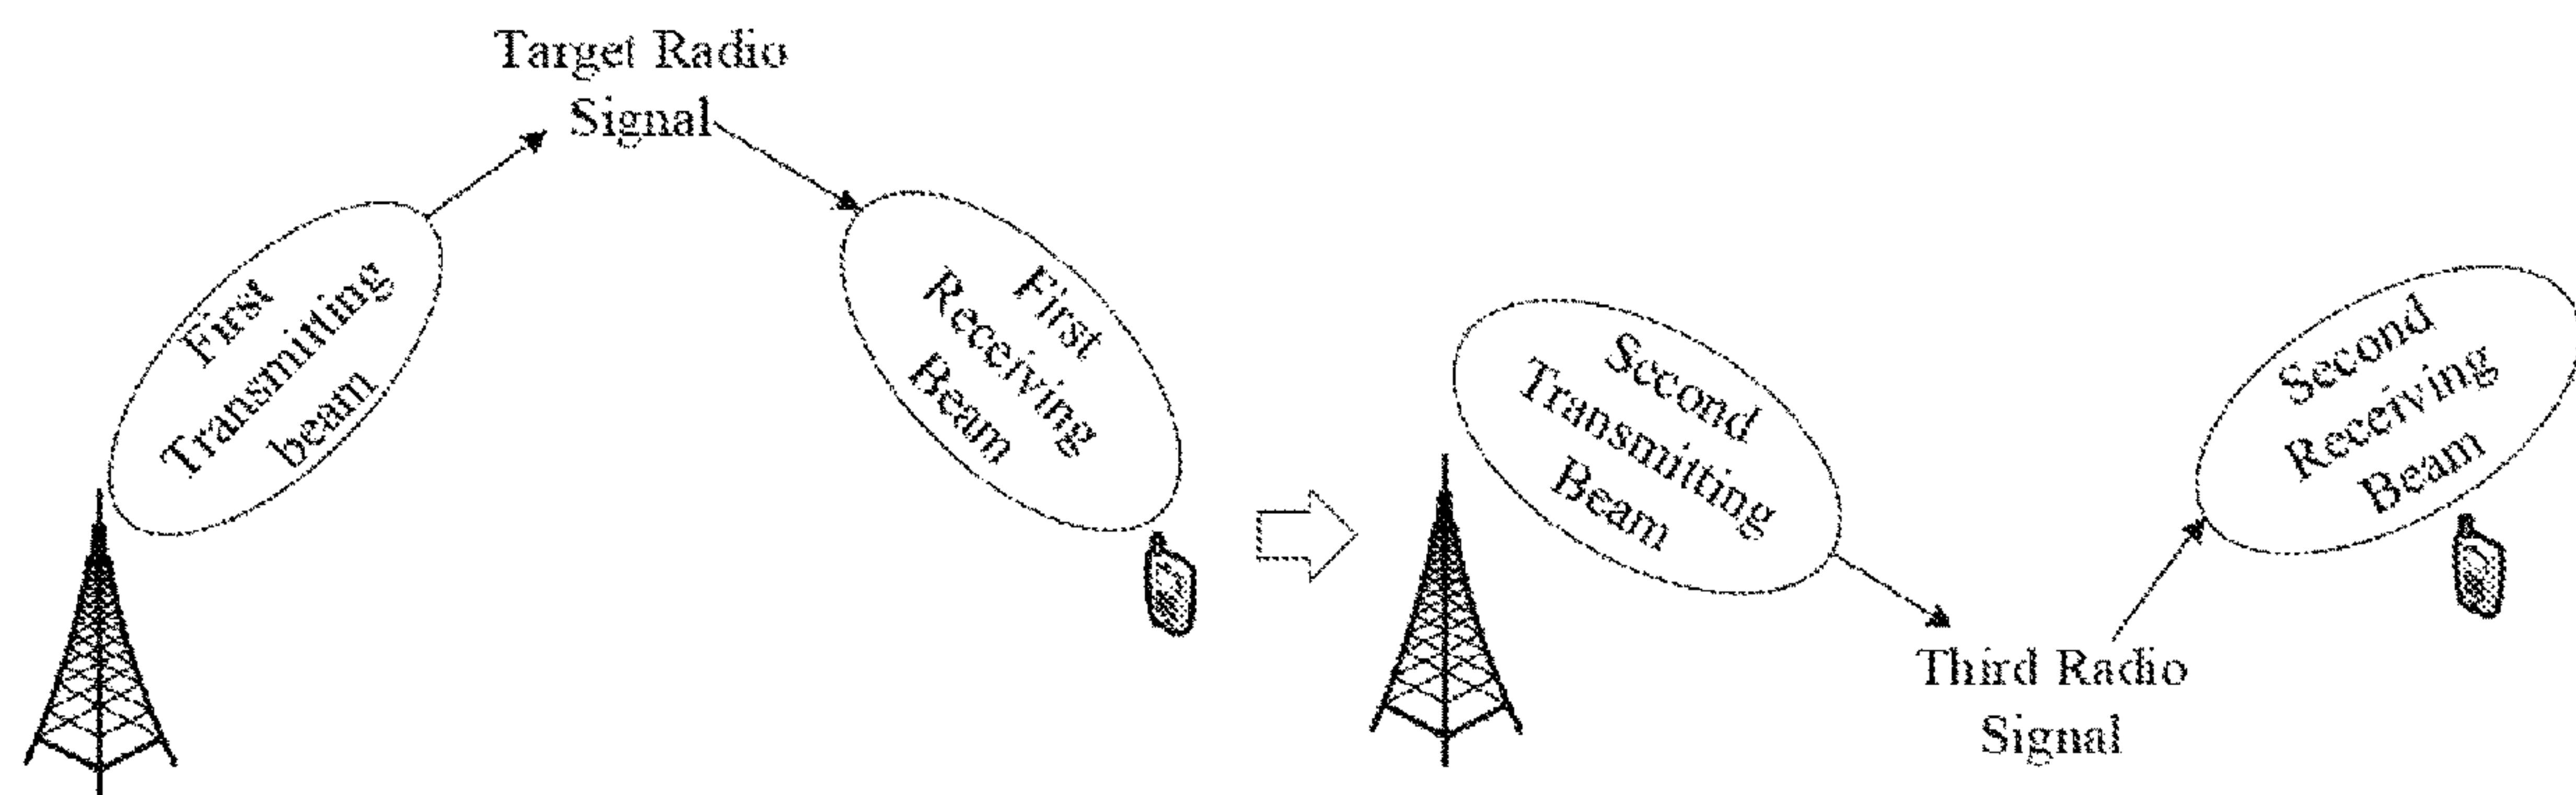 Target Radio
Signal
First
Transmitting
beam
First
Receiving
Beam
Second
Transmitting
Beam
Third Radio
Signal
Second
Receiving
Beam